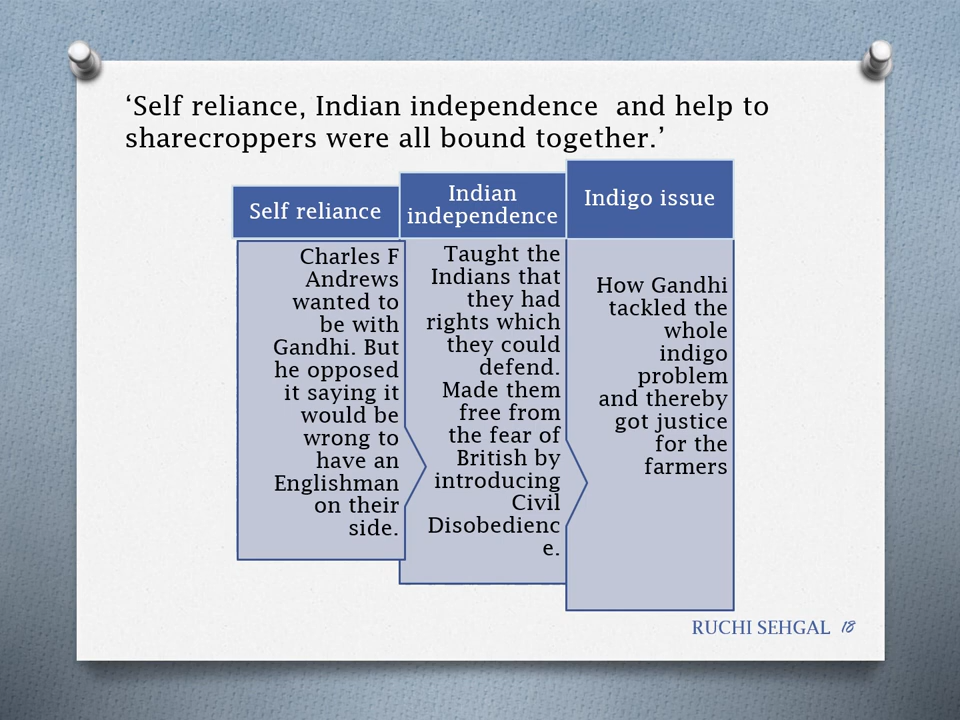 ‘Self reliance, Indian independence  and help to
sharecroppers were all bound together.’
Self reliance
Charles F
Andrews
wanted to
be with
Gandhi. But
he opposed
it saying it
would be
wrong to
have an
Englishman
on their
side.
Indian
independence
Taught the
Indians that
they had
rights which
they could
defend.
Made them
free from
the fear of
British by
introducing
Civil
Disobedienc
e.
Indigo issue
How Gandhi
tackled the
whole
indigo
problem
and thereby
got justice
for the
farmers
RUCHI SEHGAL 18